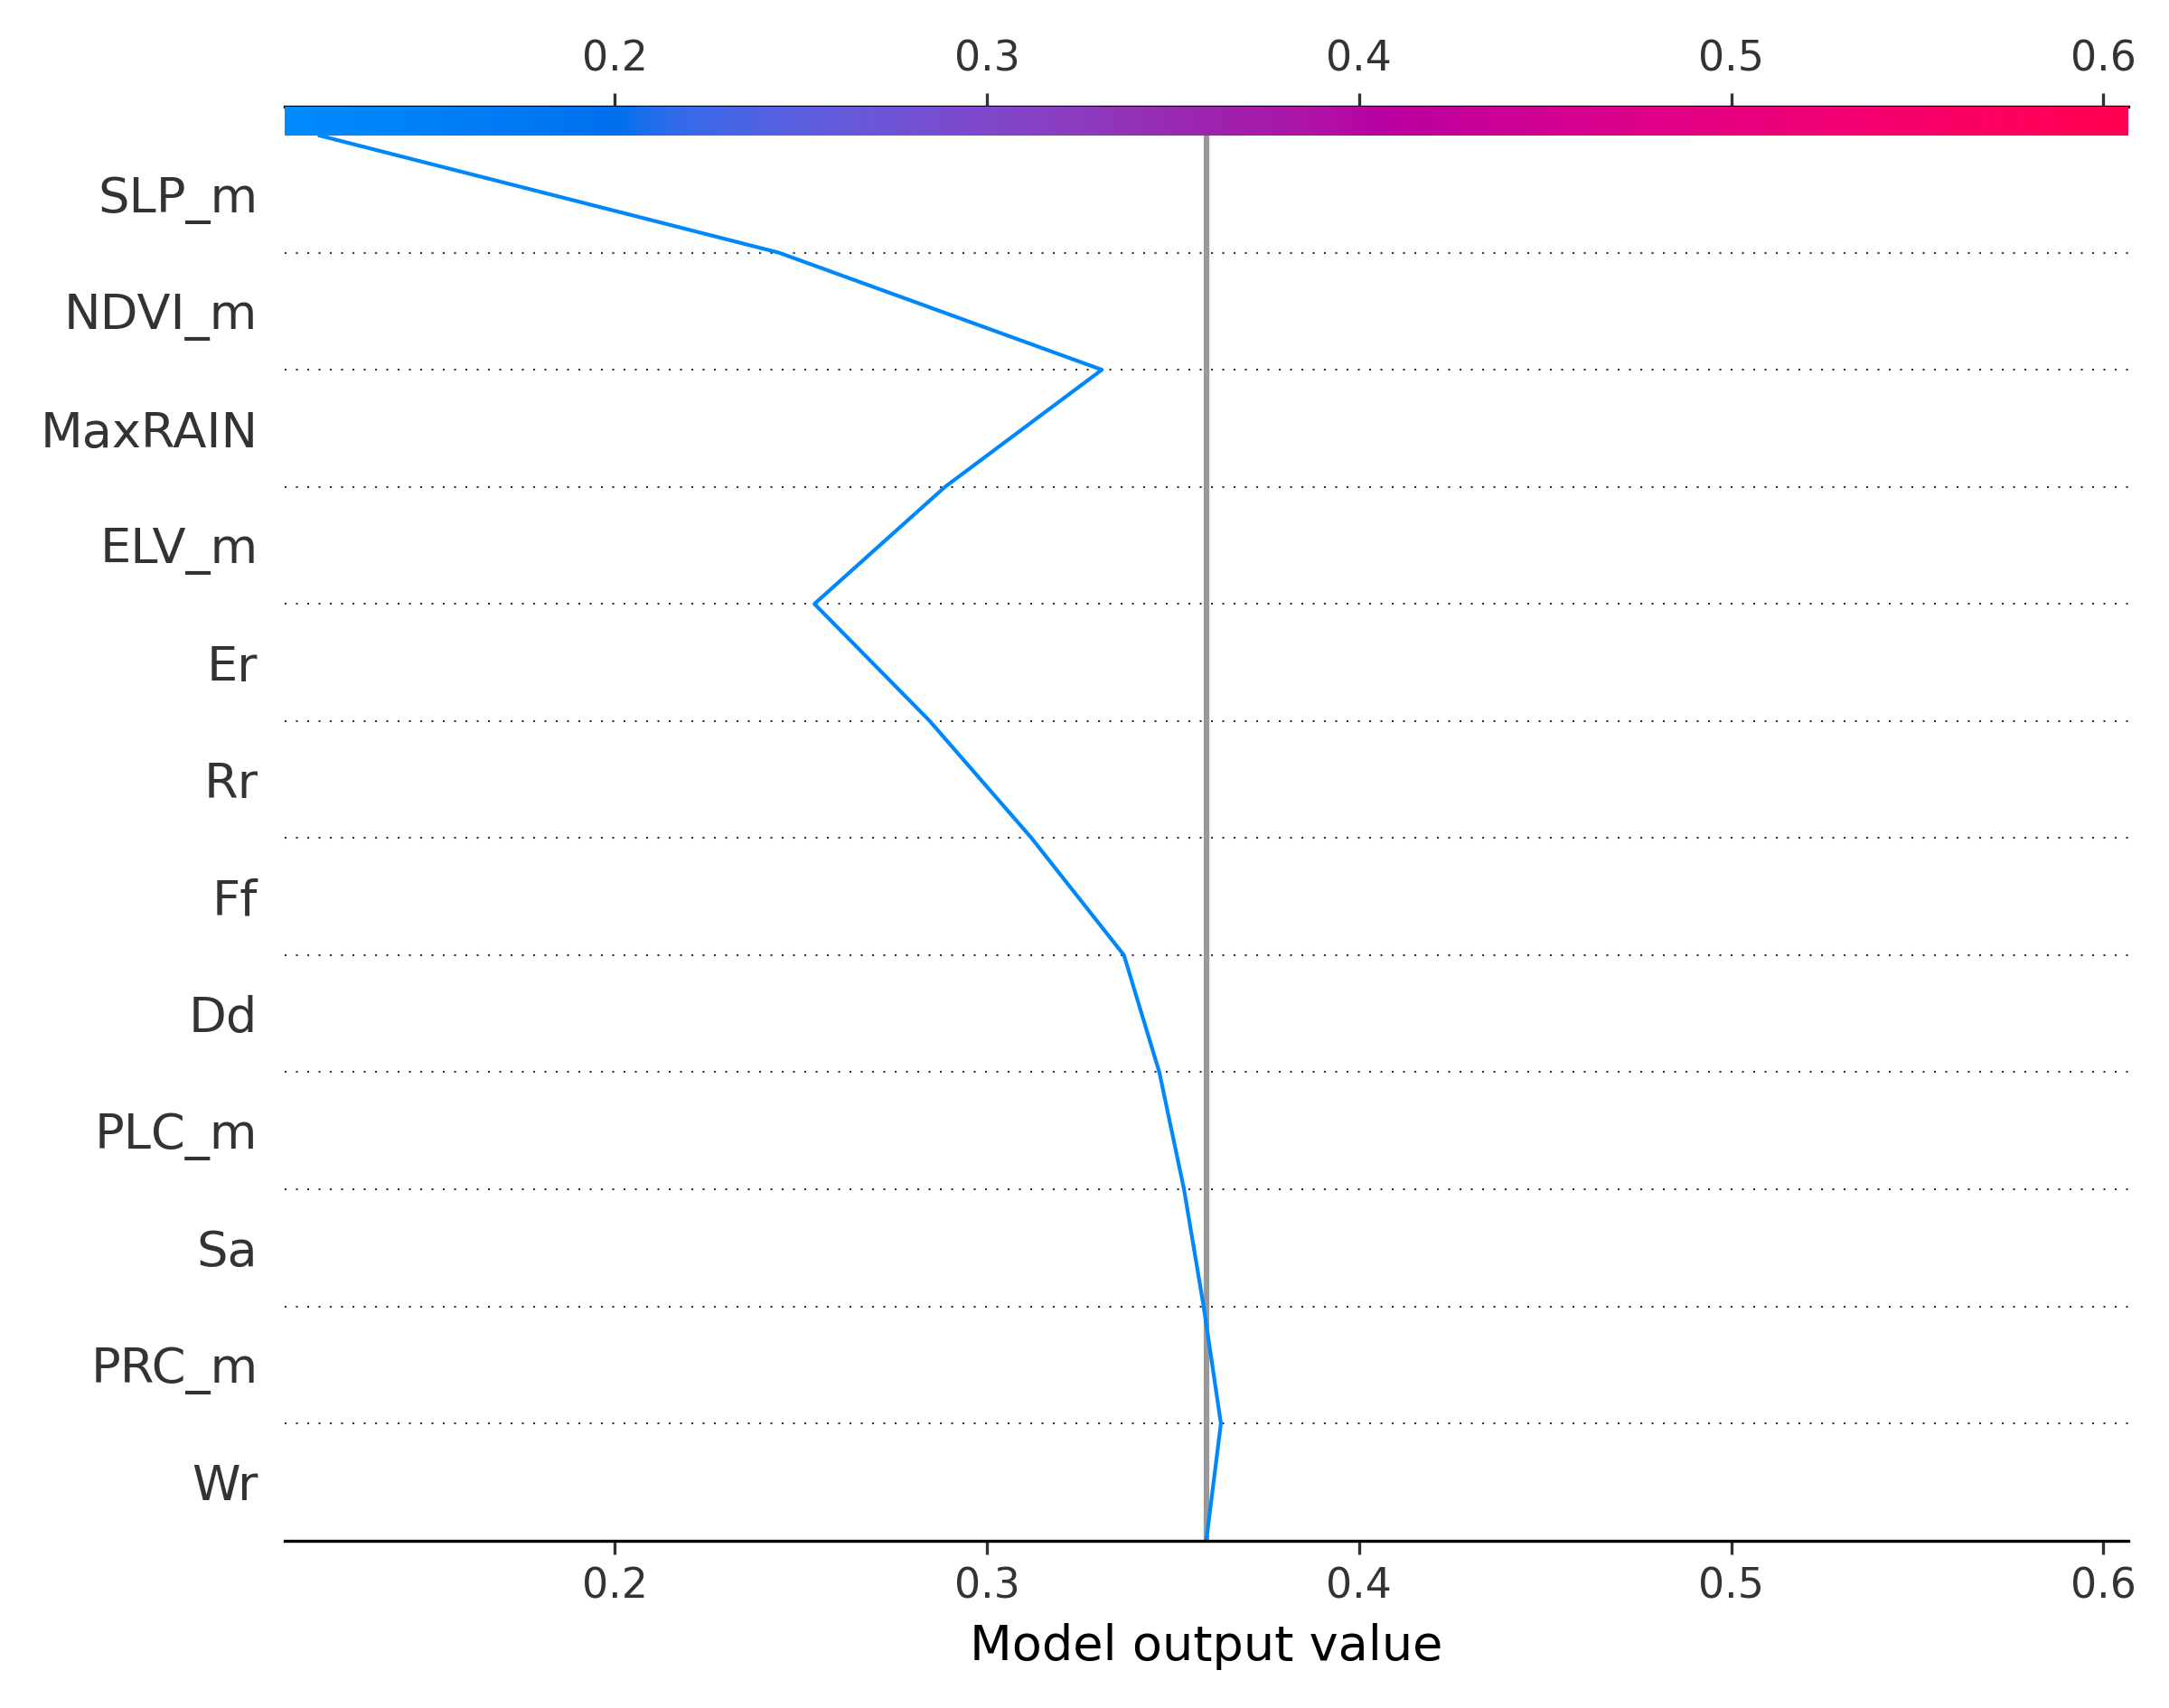 0.2 0.3 0.4 0.5 0.6
SLP_m
NDVI_m
MaxRAIN
ELV_m
Er
Rr
Ff
Dd
PLC_m
Sa
PRC_m
Wr
0.2 0.3 0.4 0.5 0.6
Model output value